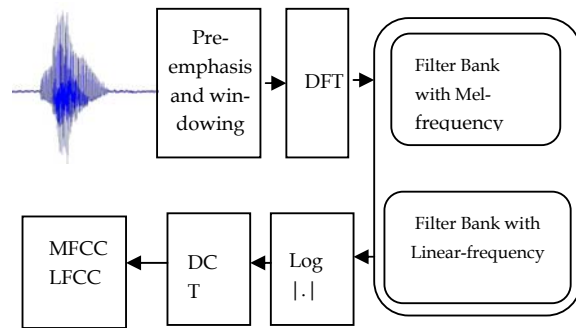 Pre-
emphasis
and win-
dowing
DFT
Filter Bank
with Mel-
frequency
Filter Bank with
Linear-frequency
Log
|.|
DC
T
MFCC
LFCC